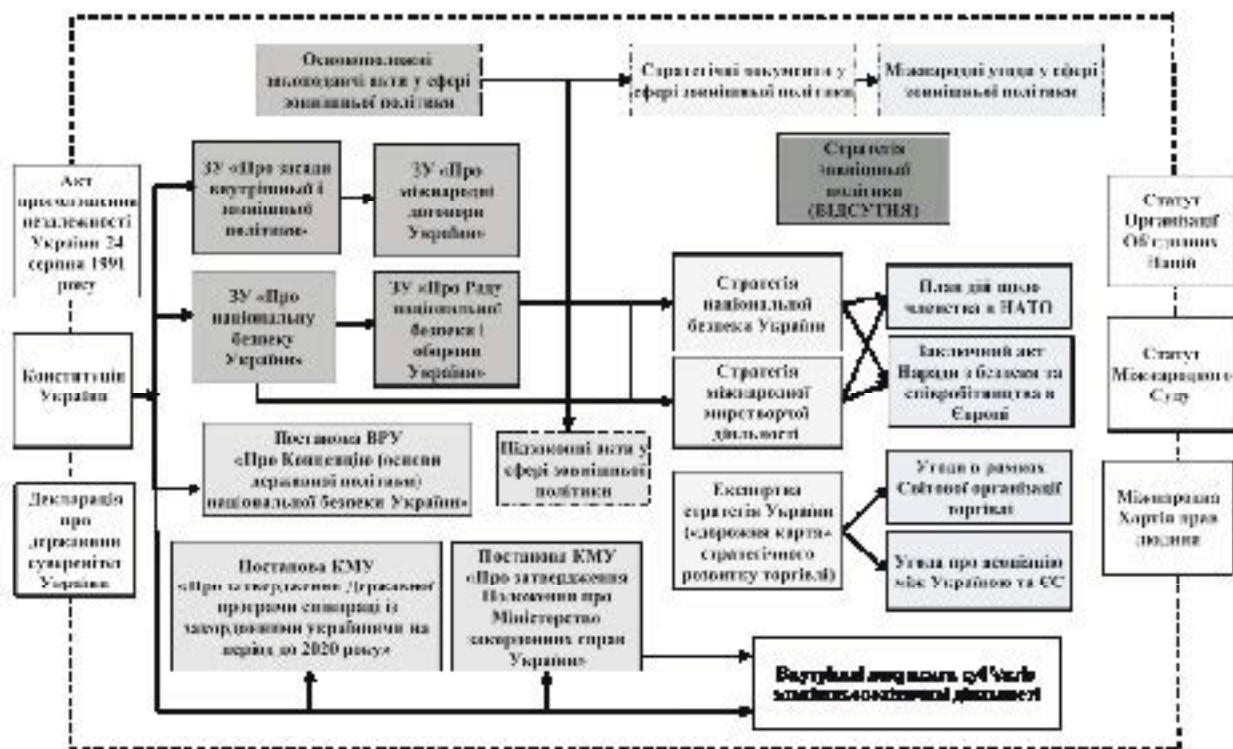 Основоположні
законодавчі акти у сфері
зовнішньої політики
Стратегічні документи у
сфері зовнішньої політики
Міжнародні угоди у сфері
зовнішньої політики
Акт
проголошення
незалежності
України 24
серпня 1991
року
ЗУ «Про засади
внутрішньої і
зовнішньої
політики»
ЗУ «Про
міжнародні
договори
України»
Стратегія
зовнішньої
політики
(ВІДСУТНЯ)
Статут
Організації
Об'єднаних
Націй
ЗУ «Про
національну
безпеку
України»
ЗУ «Про Раду
національної
безпеки і
оборони
України»
Стратегія
національної
безпеки України
План дій щодо
членства в НАТО
Конституція
України
Стратегія
міжнародної
миротворчої
діяльності
Заключний акт
Наради з безпеки та
співробітництва в
Європі
Статут
Міжнародного
Суду
Постанова ВРУ
«Про Концепцію (основи
державної політики)
національної безпеки України»
Підзаконні акти у
сфері зовнішньої
політики
Декларація
про
державний
суверенітет
України
Постанова КМУ
«Про затвердження Державної
програми співпраці із
закордонними українцями на
період до 2020 року»
Постанова КМУ
«Про затвердження
Положення про
Міністерство
закордонних справ
України»
Експортна
стратегія України
(«дорожня карта»
стратегічного
розвитку торгівлі)
Угоди в рамках
Світової організації
торгівлі
Угода про асоціацію
між Україною та ЄС
Міжнародна
Хартія прав
людини
Внутрішні суб'єктів
діяльності